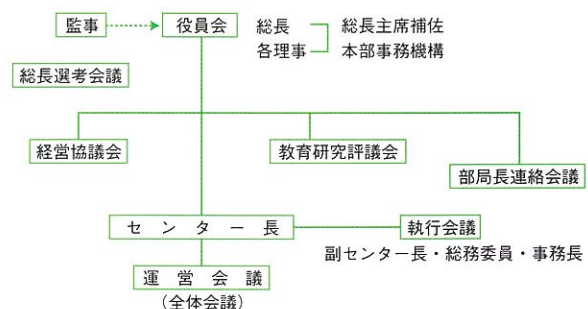 監事
役員会
総長
総長主席補佐
各理事
本部事務機構
総長選考会議
経営協議会
教育研究評議会
部局長連絡会議
センター長
執行会議
副センター長・総務委員・事務長
運営会議
(全体会議)